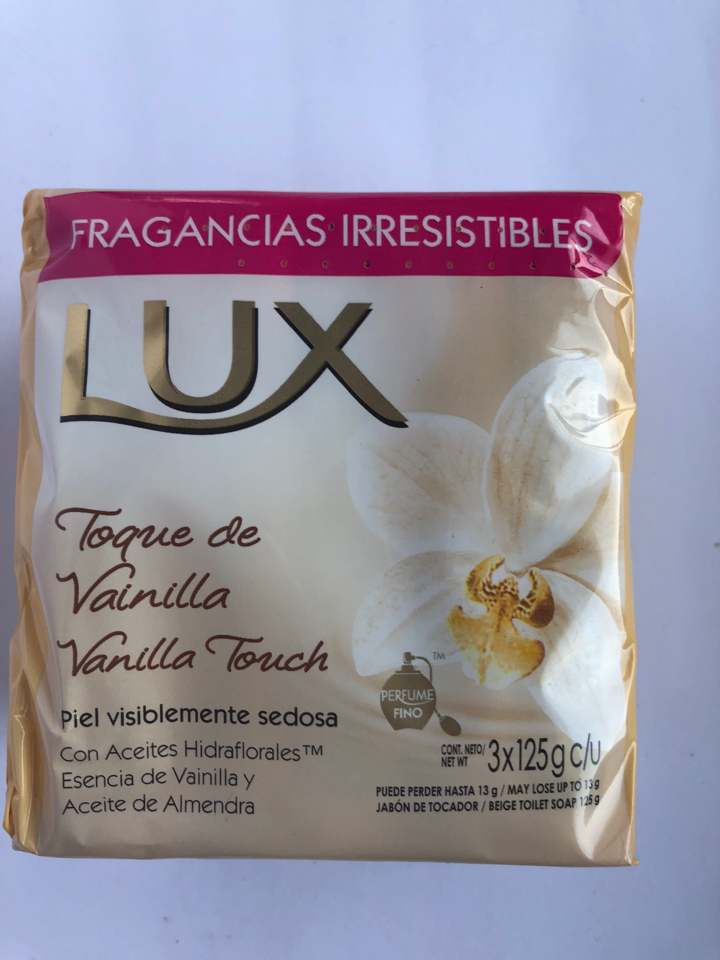 FRAGANCIAS IRRESISTIBLES
LUX
Toque de
Vainilla
Vanilla Touch
Piel visiblemente sedosa
Con Aceites Hidraflorales™
Esencia de Vainilla y
Aceite de Almendra
TM
PERFUME
FINO
CONT. NETO/ NET WT 3x125g c/u
PUEDE PERDER HASTA 13 g / MAY LOSE UP TO 13 g
JABÓN DE TOCADOR / BEIGE TOILET SOAP 125 g